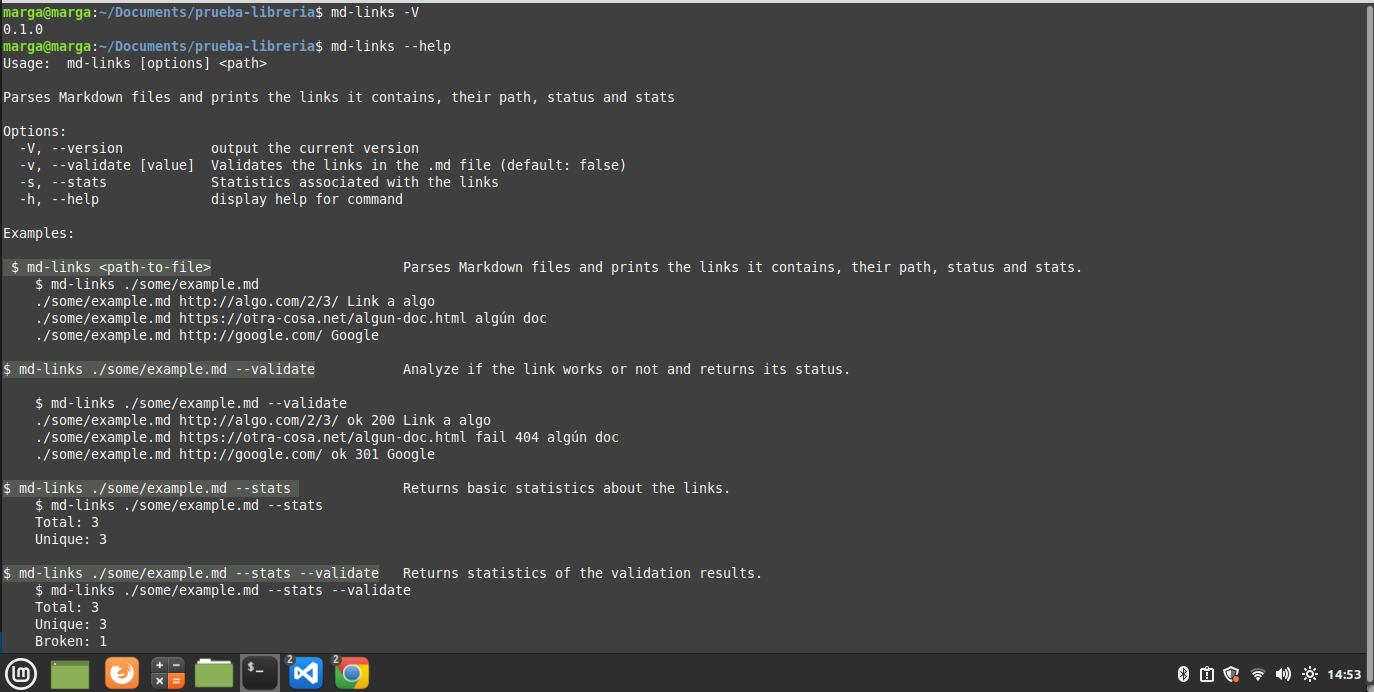 marga@marga:~/Documents/prueba-libreria$ md-links -V
0.1.0
marga@marga:~/Documents/prueba-libreria$ md-links --help
Usage:  md-links [options] <path>
Parses Markdown files and prints the links it contains, their path, status and stats
Options:
  -V, --version           output the current version
  -v, --validate [value]  Validates the links in the .md file (default: false)
  -s, --stats             Statistics associated with the links
  -h, --help              display help for command
Examples:
 $ md-links <path-to-file>                        Parses Markdown files and prints the links it contains, their path, status and stats.
    $ md-links ./some/example.md
    ./some/example.md http://algo.com/2/3/ Link a algo
    ./some/example.md https://otra-cosa.net/algun-doc.html algún doc
    ./some/example.md http://google.com/ Google
$ md-links ./some/example.md --validate           Analyze if the link works or not and returns its status.
    $ md-links ./some/example.md --validate
    ./some/example.md http://algo.com/2/3/ ok 200 Link a algo
    ./some/example.md https://otra-cosa.net/algun-doc.html fail 404 algún doc
    ./some/example.md http://google.com/ ok 301 Google
$ md-links ./some/example.md --stats              Returns basic statistics about the links.
    $ md-links ./some/example.md --stats
    Total: 3
    Unique: 3
$ md-links ./some/example.md --stats --validate   Returns statistics of the validation results.
    $ md-links ./some/example.md --stats --validate
    Total: 3
    Unique: 3
    Broken: 1
lm $_ 2 2 14:53